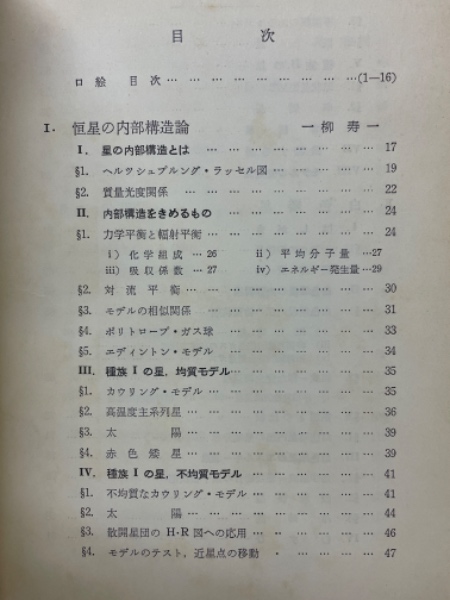 目 次
口絵 目次 … … … … … … … … … …(1—16)
I. 恒星の内部構造論 一柳寿一
I. 星の内部構造とは … … … … … … … … 17
§1. ヘルツシュプルング・ラッセル図 … … … … … … 19
§2. 質量光度関係 … … … … … … … … … 22
II. 内部構造をきめるもの … … … … … … … 24
§1. 力学平衡と輻射平衡 … … … … … … … … 24
i) 化学組成 … 26 ii) 平均分子量 …27
iii) 吸収係数 … 27 iv) エネルギー発生量…29
§2. 対流平衡 … … … … … … … … … 30
§3. モデルの相似関係 … … … … … … … … 31
§4. ポリトロープ・ガス球 … … … … … … … 33
§5. エディントン・モデル … … … … … … … 34
III. 種族 I の星, 均質モデル… … … … … … … 35
§1. カウリング・モデル … … … … … … … … 35
§2. 高温度主系列星 … … … … … … … … … 36
§3. 太陽 … … … … … … … … … 39
§4. 赤色矮星 … … … … … … … … … 41
IV. 種族 I の星, 不均質モデル… … … … … … 41
§1. 不均質なカウリング・モデル … … … … … … 41
§2. 太陽 … … … … … … … … … 44
§3. 散開星団の H·R 図への応用 … … … … … … 46
§4. モデルのテスト, 近星点の移動 · … … … … … 47